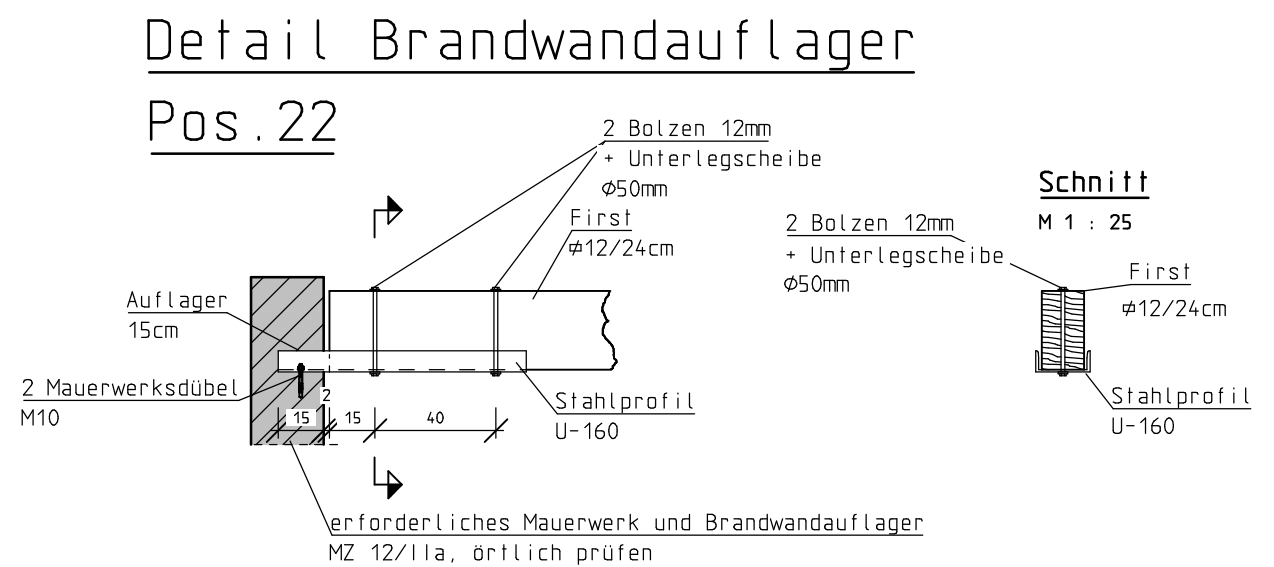 Detail Brandwandauflager
Pos.22
2 Bolzen 12mm
+ Unterlegscheibe
Ø50mm
First
⌀12/24cm
Auflager
15cm
2 Mauerwerksdübel
M10
2
15
15
40
Stahlprofil
U-160
erforderliches Mauerwerk und Brandwandauflager
MZ 12/IIa, örtlich prüfen
Schnitt
M 1 : 25
2 Bolzen 12mm
+ Unterlegscheibe
Ø50mm
First
⌀12/24cm
Stahlprofil
U-160